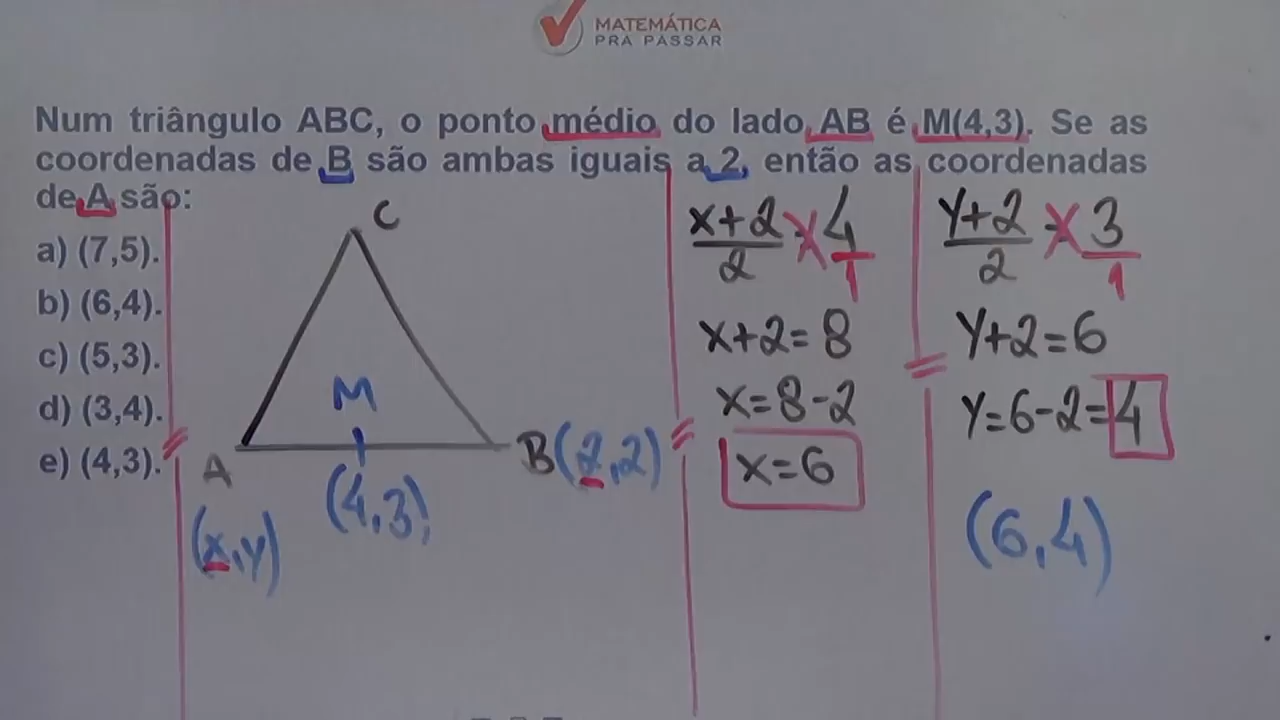 MATEMÁTICA
PRA PASSAR
Num triângulo ABC, o ponto médio do lado AB é M(4,3). Se as
coordenadas de B são ambas iguais a 2, então as coordenadas
de A são:
a) (7,5).
b) (6,4).
c) (5,3).
d) (3,4).
e) (4,3).
C
M
A
B(2,2)
(4,3)
(x,y)
x+2
2
4
1
x+2=8
x=8-2
x=6
y+2
2
3
1
y+2=6
y=6-2=4
(6,4)